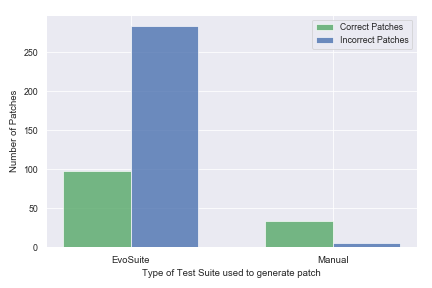 Correct Patches
Incorrect Patches
250
200
150
100
50
0
Number of Patches
EvoSuite
Manual
Type of Test Suite used to generate patch